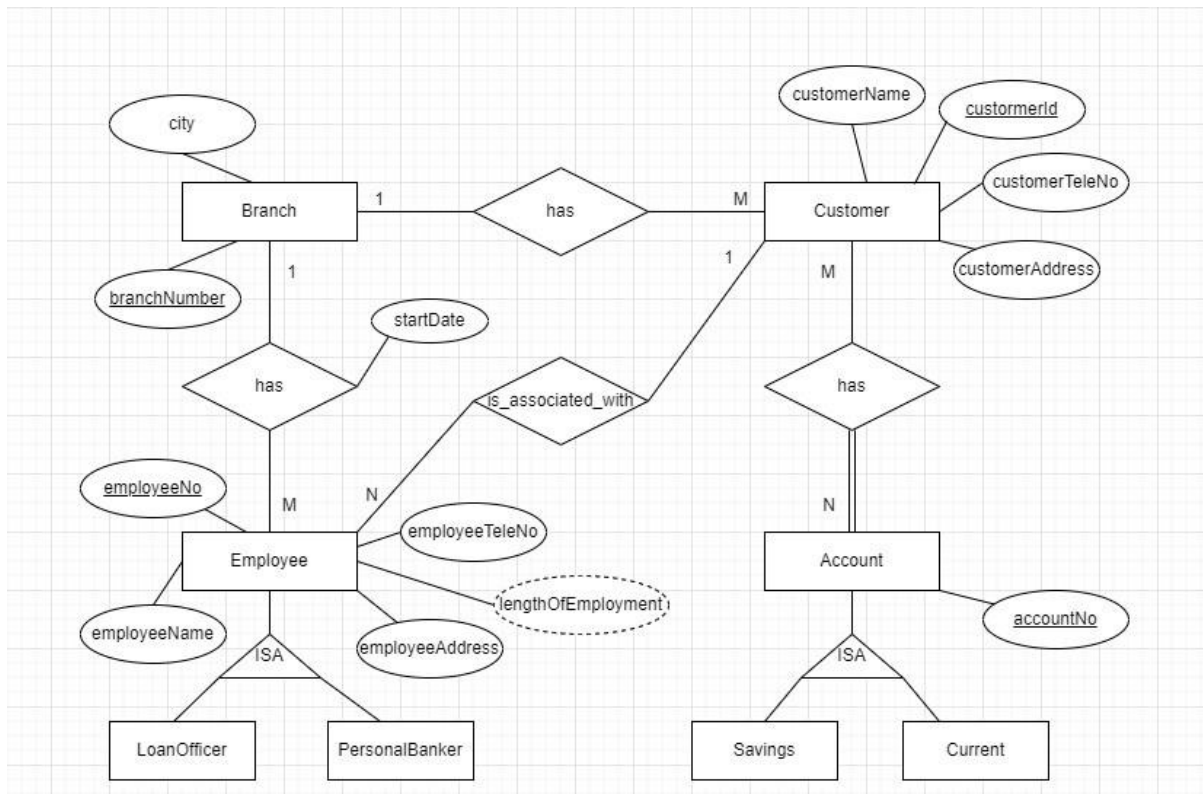 customerName
custormerId
city
customerTeleNo
Branch
1
has
M
Customer
1
M
customerAddress
1
branchNumber
startDate
has
is_associated_with
has
employeeNo
N
M
employeeTeleNo
N
Employee
Account
lengthOfEmployment
employeeName
employeeAddress
accountNo
ISA
ISA
LoanOfficer
PersonalBanker
Savings
Current